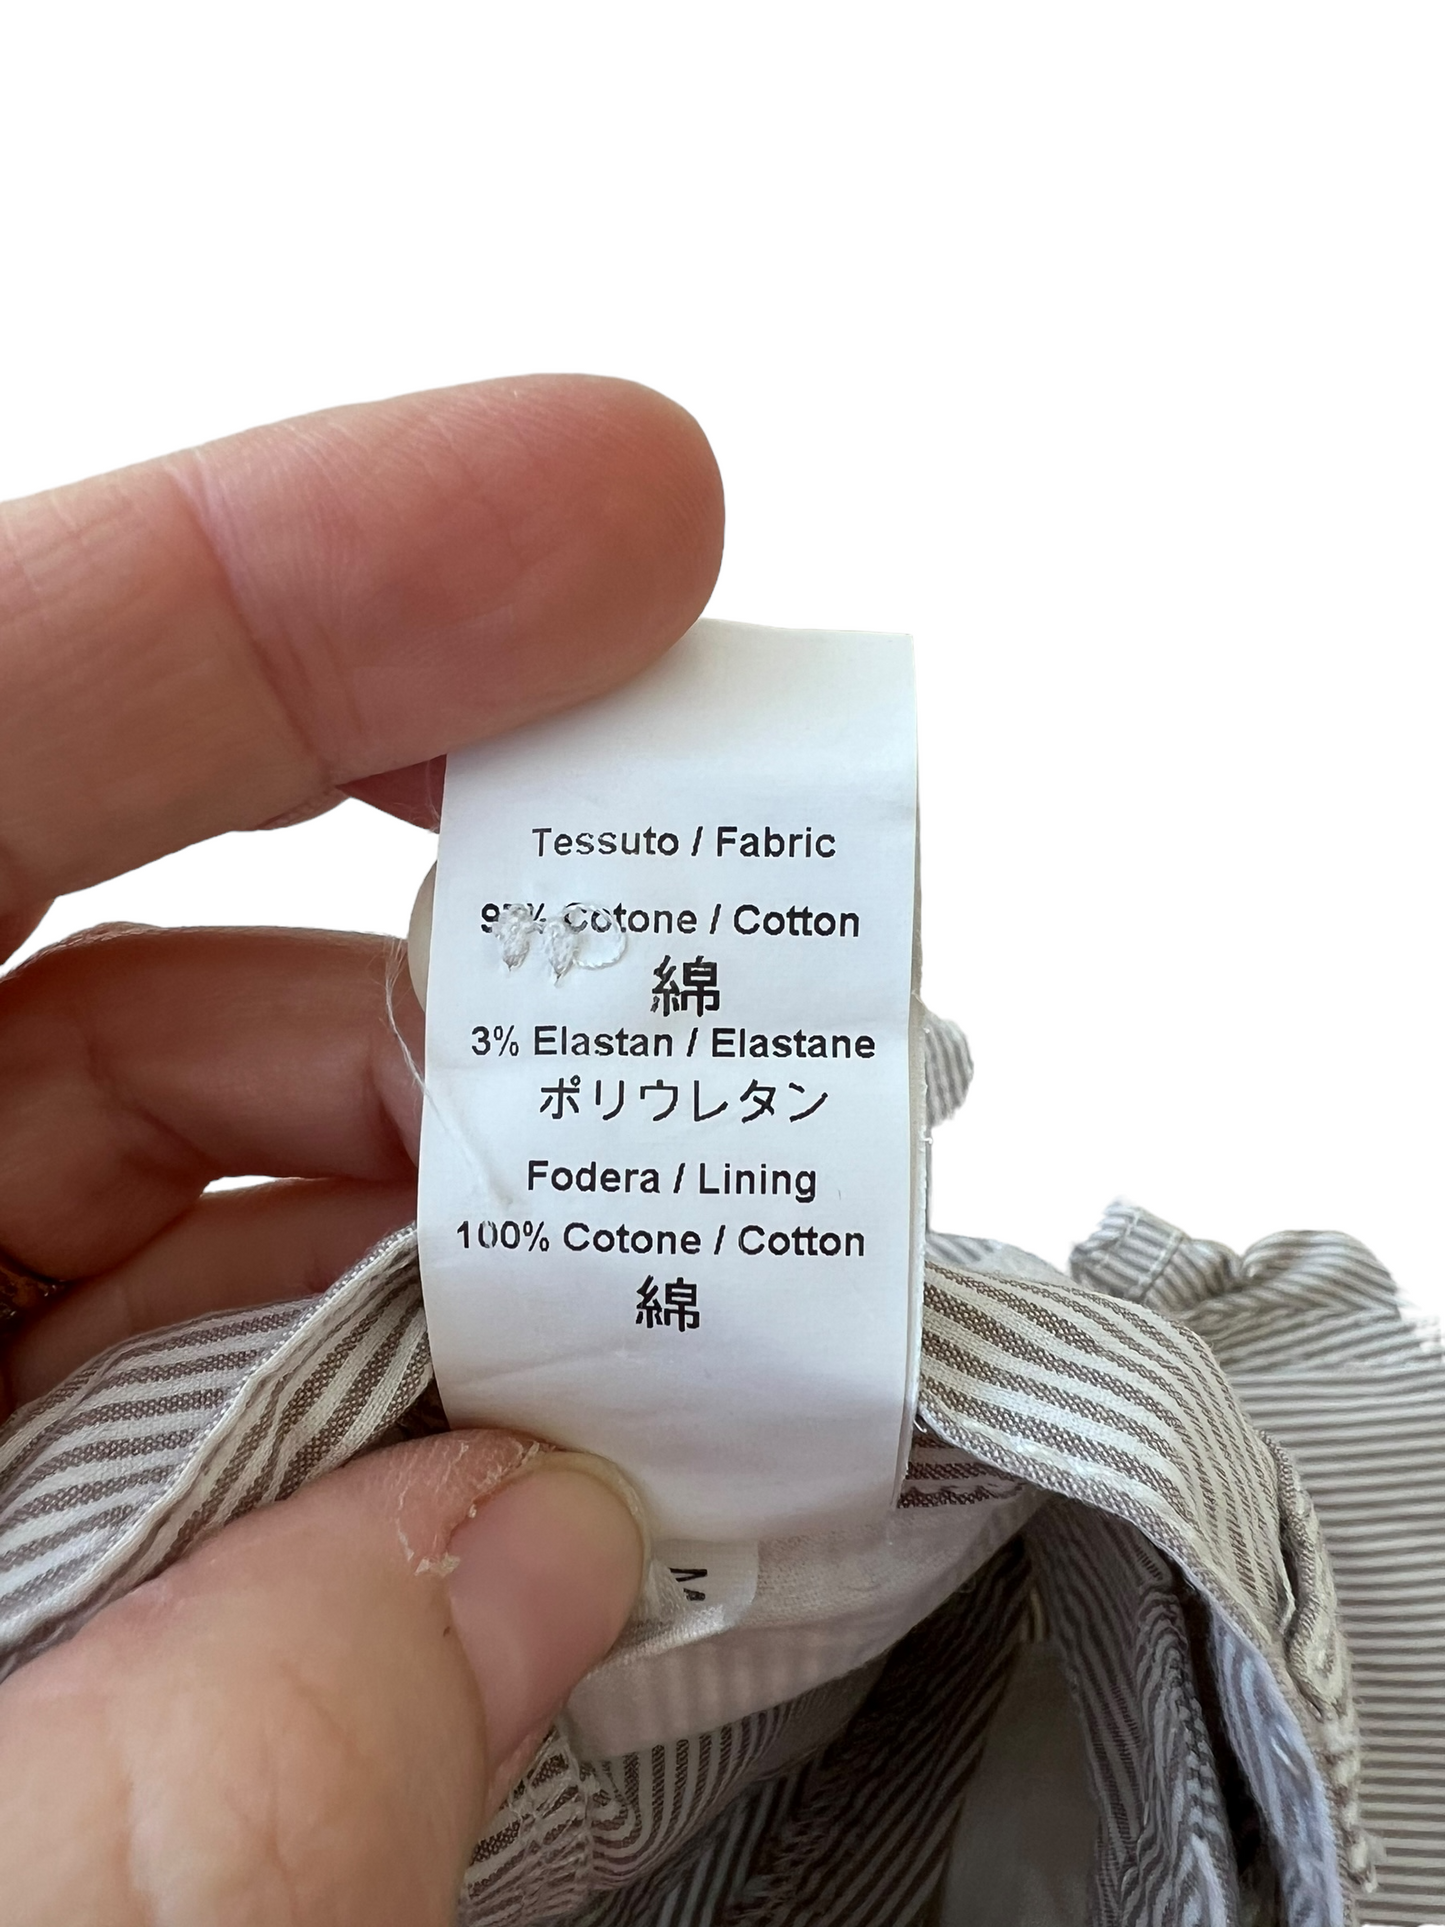 Tessuto / Fabric
97% Cotone / Cotton
綿
3% Elastan / Elastane
ポリウレタン
Fodera / Lining
100% Cotone / Cotton
綿